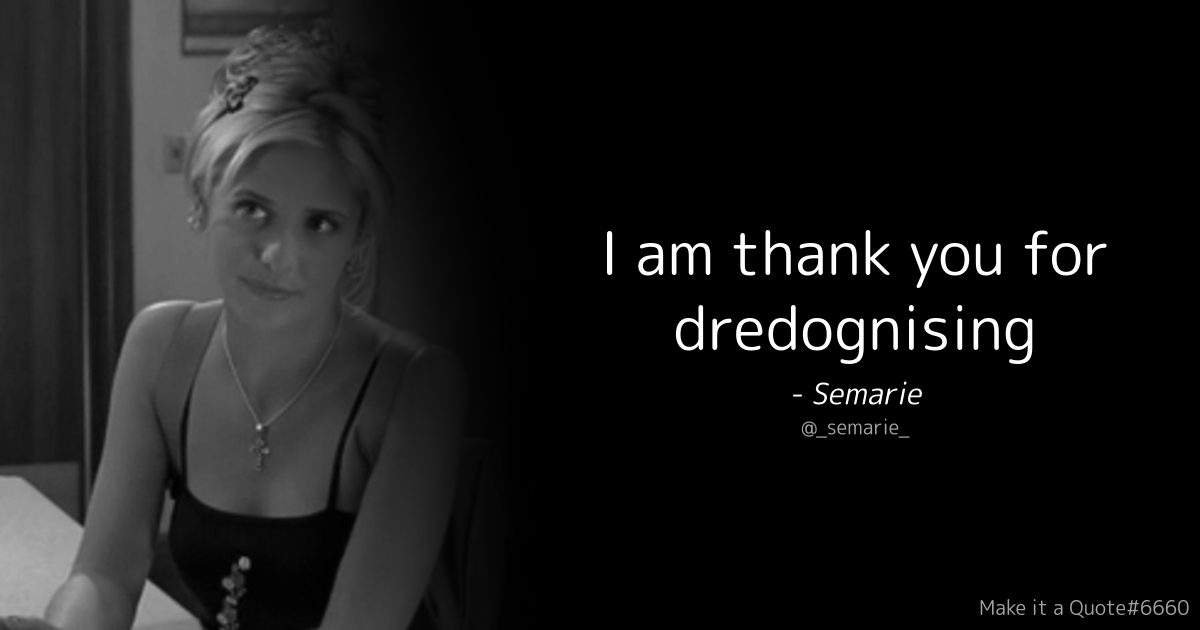 I am thank you for
dredognising
- Semarie
@_semarie_
Make it a Quote#6660